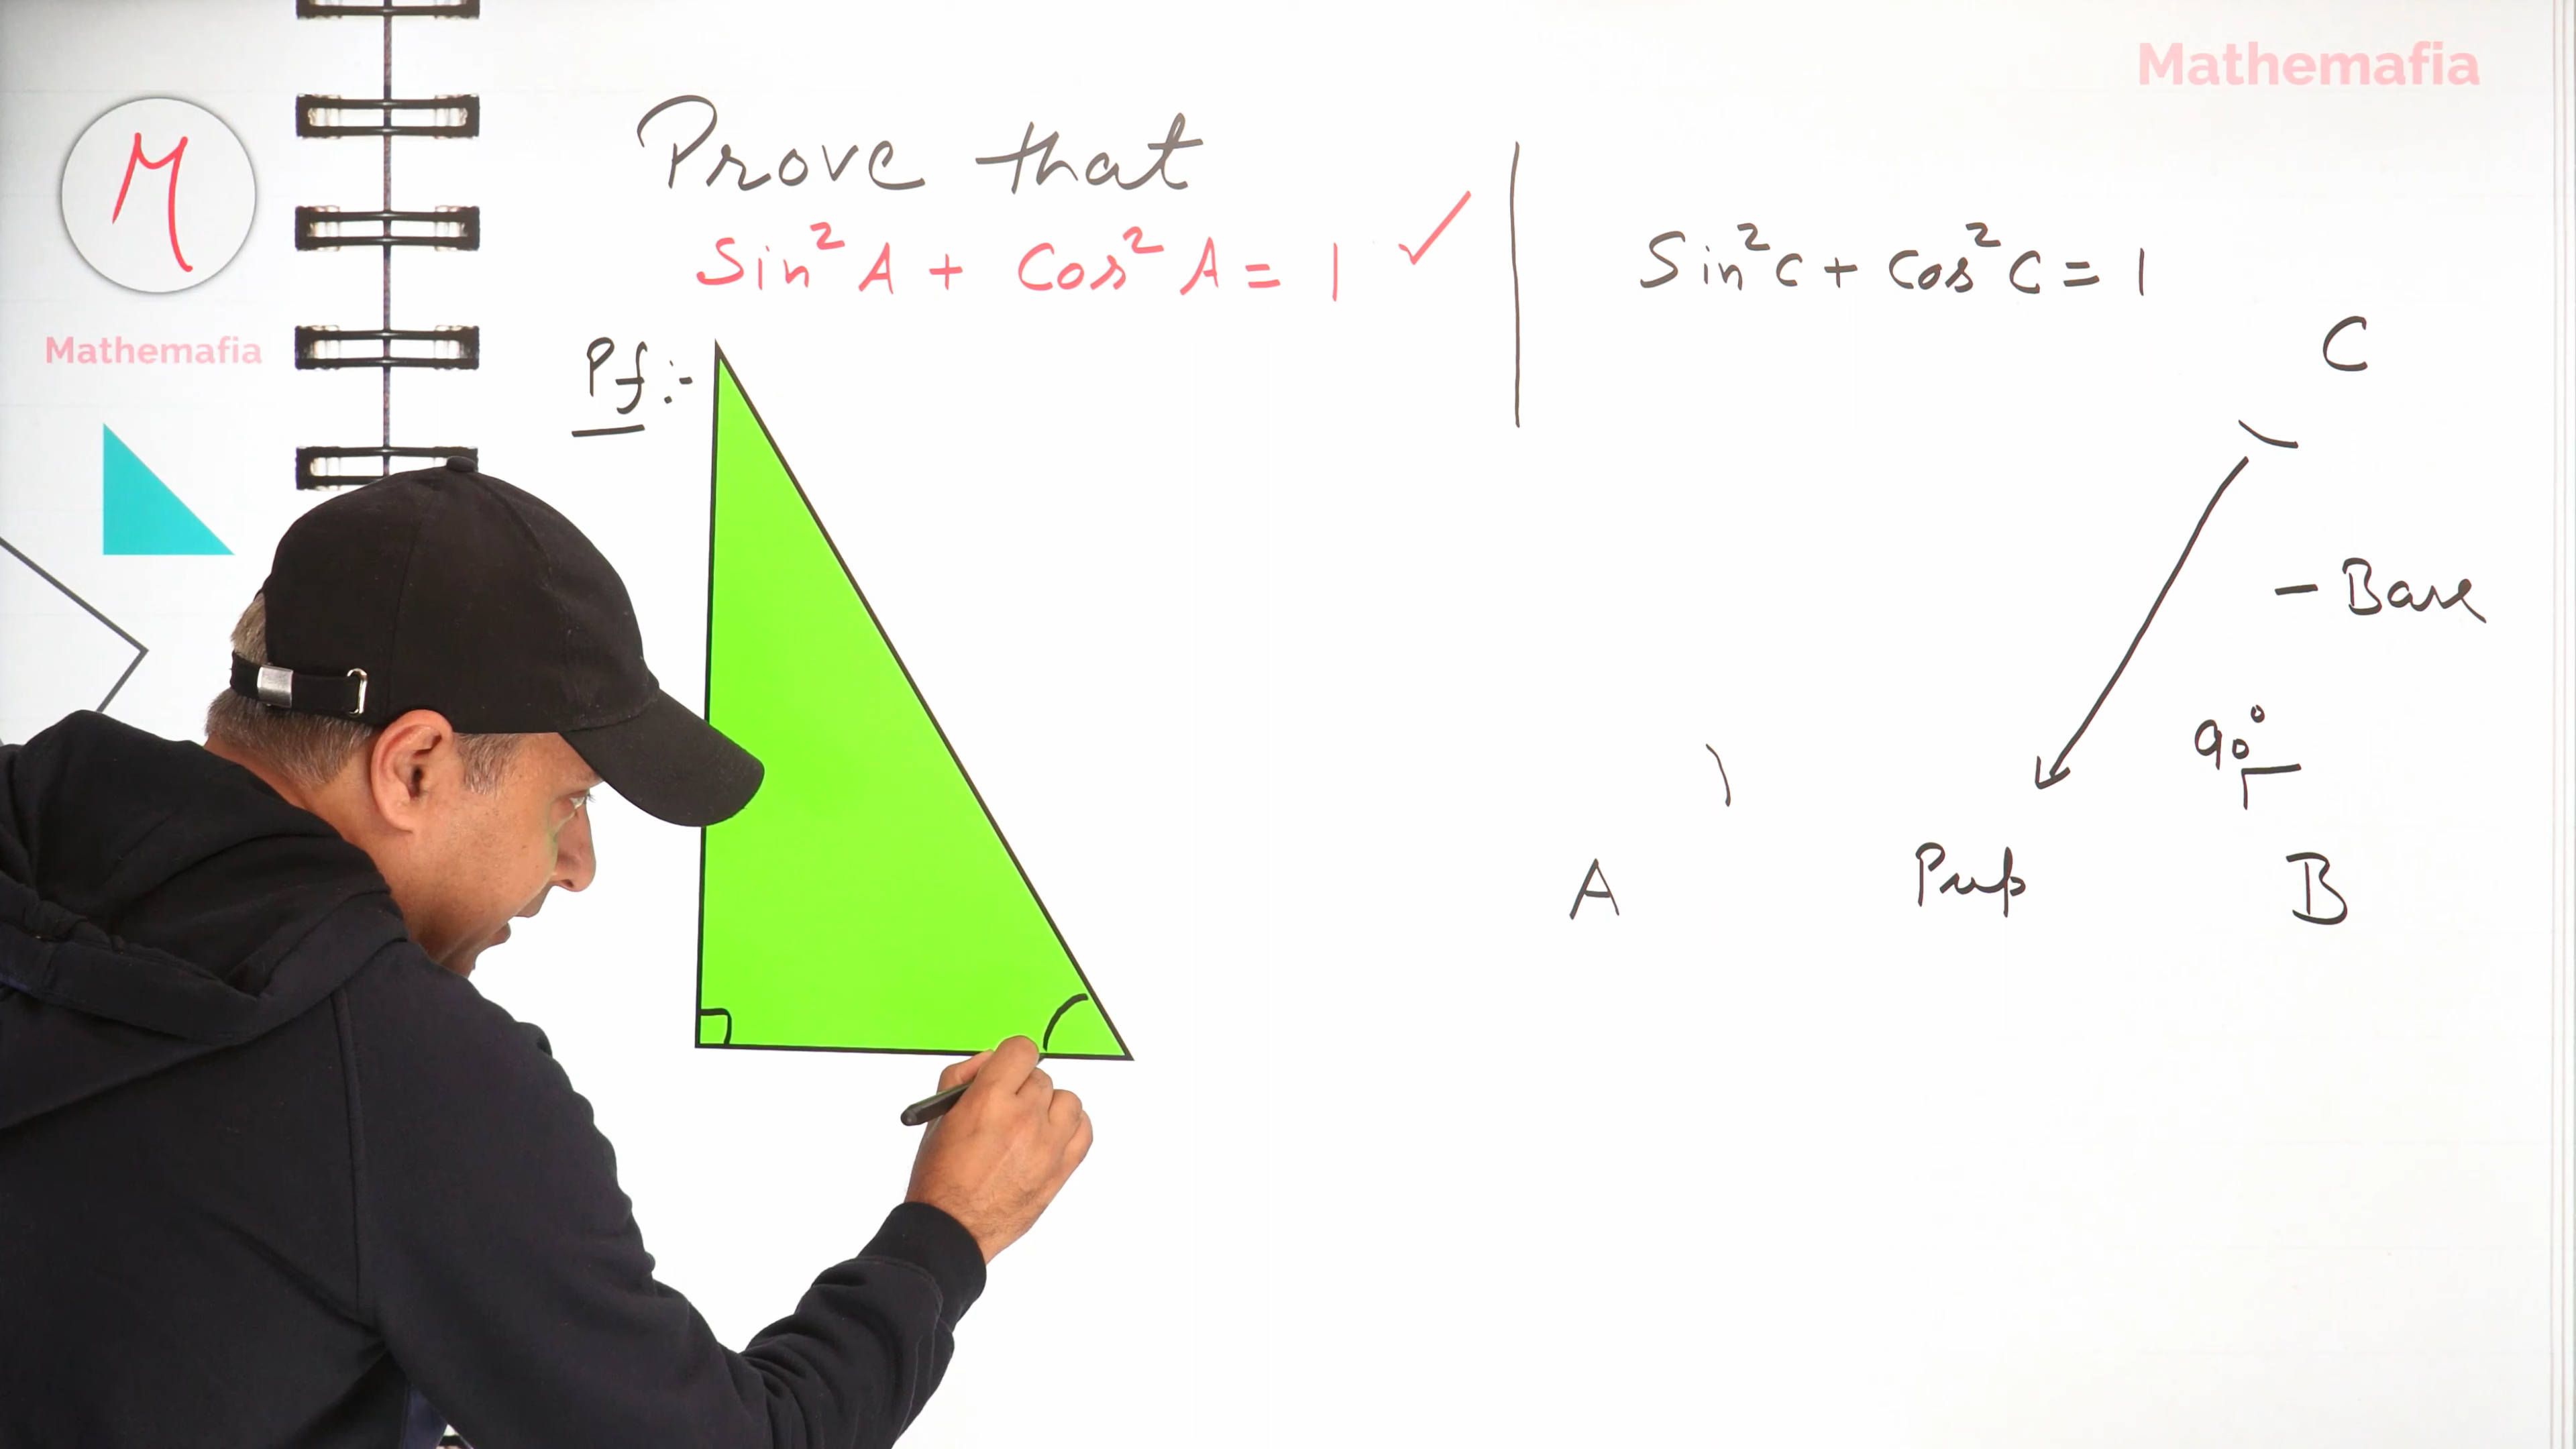 Mathemafia
M
Mathemafia
Prove that
Sin²A + Cos²A = 1 ✓
Sin²C + Cos²C = 1
Pf:-
C
- Base
90°
A
Perp
B